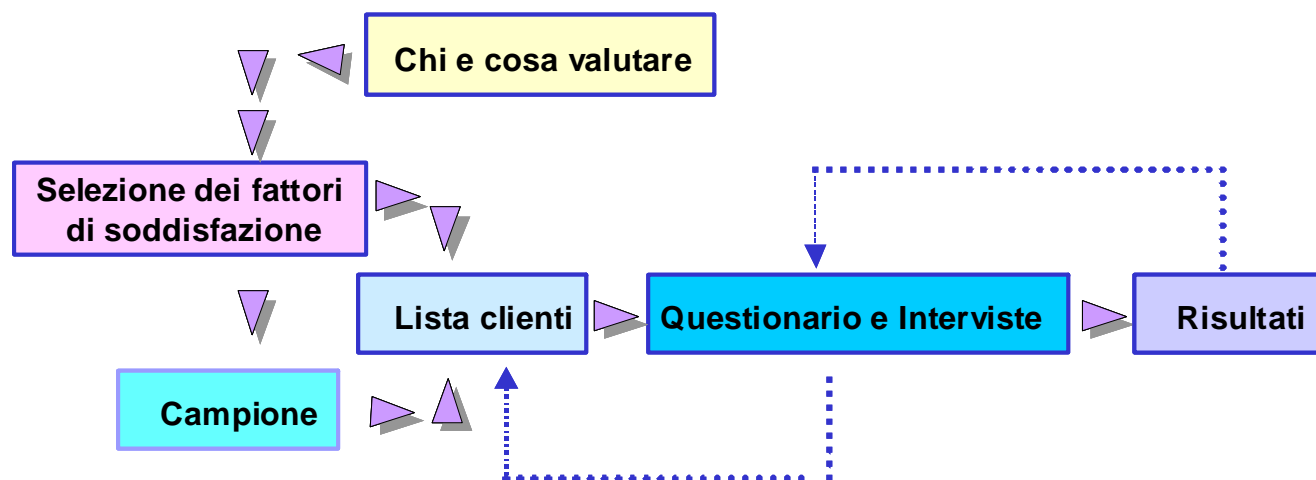 Chi e cosa valutare
Selezione dei fattori
di soddisfazione
Lista clienti
Questionario e Interviste
Risultati
Campione